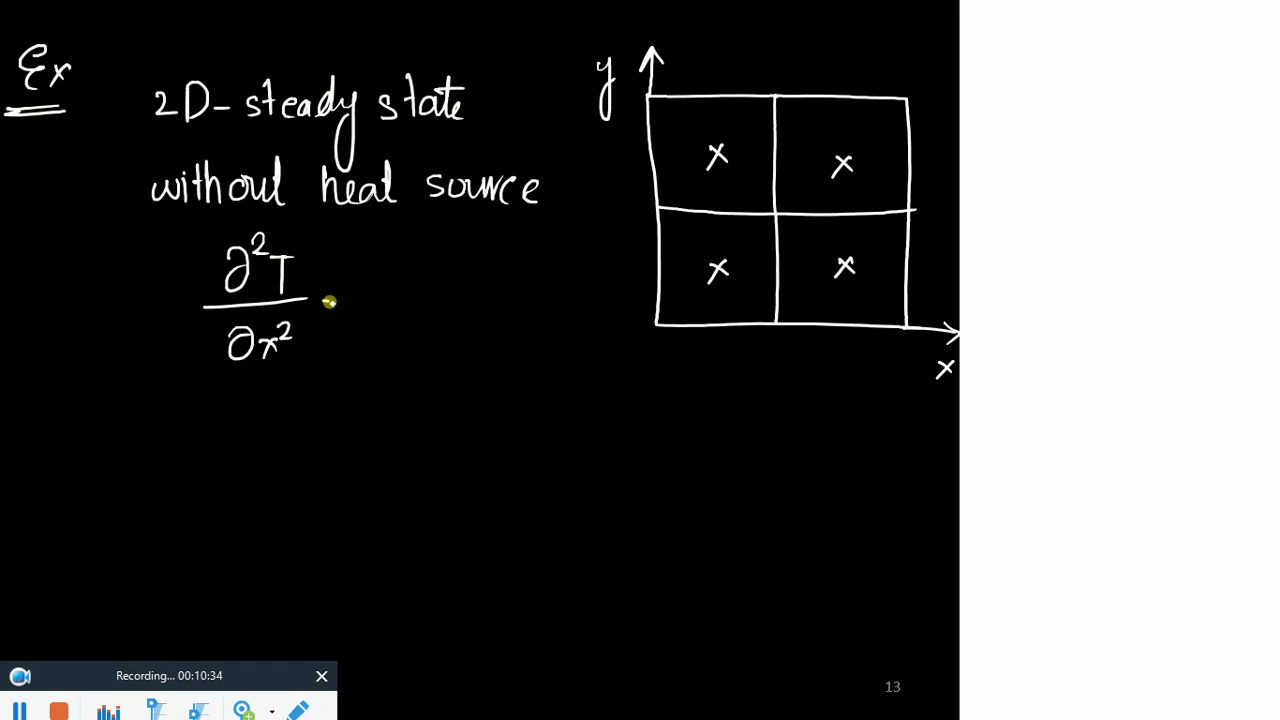 Ex
2D- steady state
without heat source
∂²T
∂x²
y
x x
x x
x
Recording... 00:10:34
13